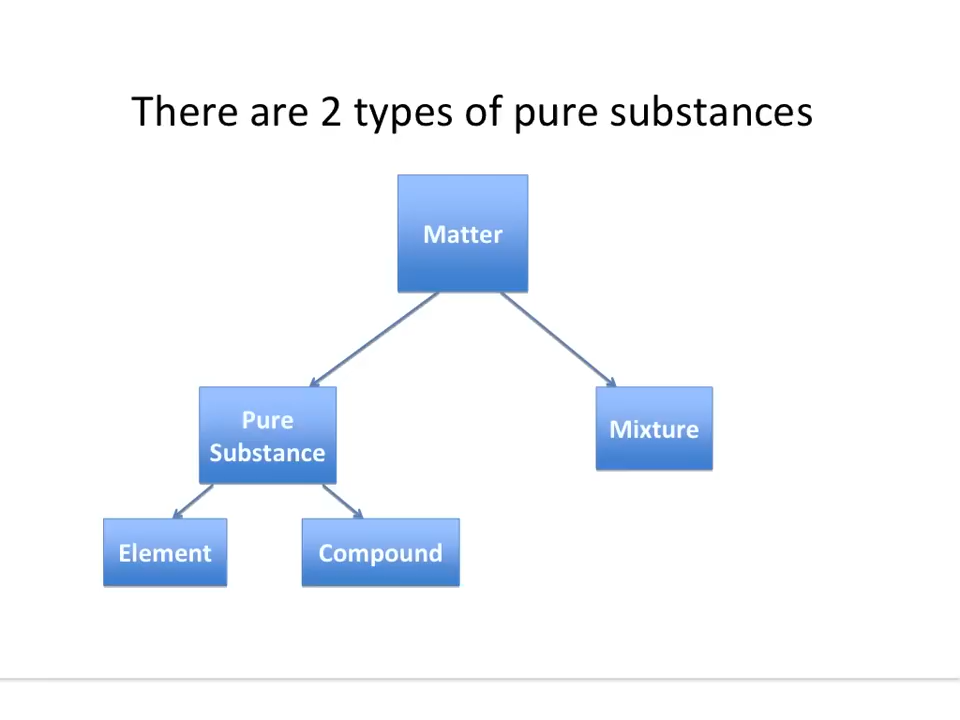 There are 2 types of pure substances
Matter
Pure
Substance
Mixture
Element
Compound